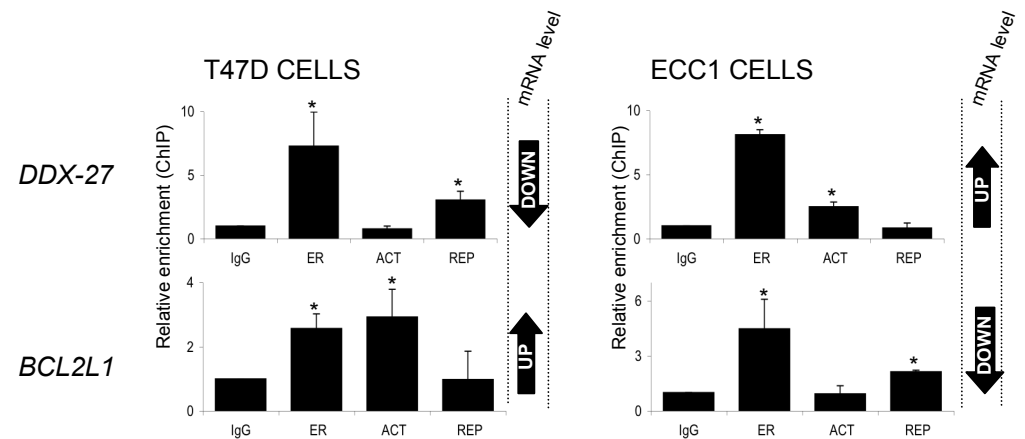 T47D CELLS
mRNA level
ECC1 CELLS
mRNA level
DDX-27
Relative enrichment (ChIP)
10
5
0
*
*
IgG
ER
ACT
REP
DOWN
Relative enrichment (ChIP)
10
5
0
*
*
IgG
ER
ACT
REP
UP
BCL2L1
4
2
0
*
*
IgG
ER
ACT
REP
UP
6
3
0
*
*
IgG
ER
ACT
REP
DOWN